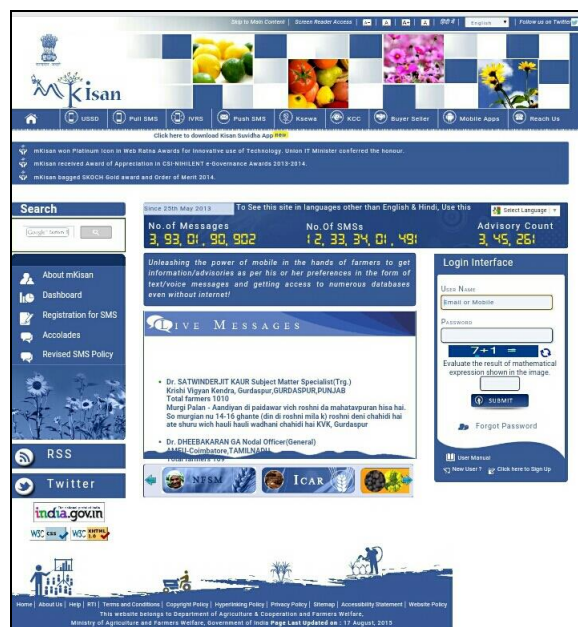 Skip to Main Content | Screen Reader Access | A- | A | A+ | A | हिंदी में | English | Follow us on Twitter
mKisan
USSD Pull SMS IVRS Push SMS Ksewa KCC Buyer Seller Mobile Apps Reach Us
Click here to download Kisan Suvidha App new
mKisan won Platinum Icon in Web Ratna Awards for innovative use of Technology. Union IT Minister conferred the honour.
mKisan received Award of Appreciation in CSI-NIHILENT e-Governance Awards 2013-2014.
mKisan bagged SKOCH Gold award and Order of Merit 2014.
Search
Since 25th May 2013 To See this site in languages other than English & Hindi, Use this Select Language
No.of Messages No.Of SMSs Advisory Count
3, 93, 01, 90, 902 12, 33, 34, 01, 491 3, 45, 261
About mKisan
Dashboard
Registration for SMS
Accolades
Revised SMS Policy
RSS
Twitter
india.gov.in
W3C CSS W3C XHTML 1.0
Unleashing the power of mobile in the hands of farmers to get
information/advisories as per his or her preferences in the form of
text/voice messages and getting access to numerous databases
even without internet!
Live Messages
Dr. SATWINDERJIT KAUR Subject Matter Specialist(Trg.)
Krishi Vigyan Kendra, Gurdaspur,GURDASPUR,PUNJAB
Total farmers 1010
Murgi Palan - Aandiyan di paidawar vich roshni da mahatavpuran hisa hai.
So murgian nu 14-16 ghante (din di roshni mila k) roshni deni chahidi hai
ate shuru wich hauli hauli wadhani chahidi hai KVK, Gurdaspur
Dr. DHEEBAKARAN GA Nodal Officer(General)
AMFU-Coimbatore,TAMILNADU
Total farmers 109
NFSM ICAR
Login Interface
User Name
Email or Mobile
Password
7+1 =
Evaluate the result of mathematical
expression shown in the image.
SUBMIT
Forgot Password
User Manual
New User ? Click here to Sign Up
Home | About Us | Help | RTI | Terms and Conditions | Copyright Policy | Hyperlinking Policy | Privacy Policy | Sitemap | Accessibility Statement | Website Policy
This website belongs to Department of Agriculture & Cooperation and Farmers Welfare,
Ministry of Agriculture and Farmers Welfare, Government of India Page Last Updated on : 17 August, 2015